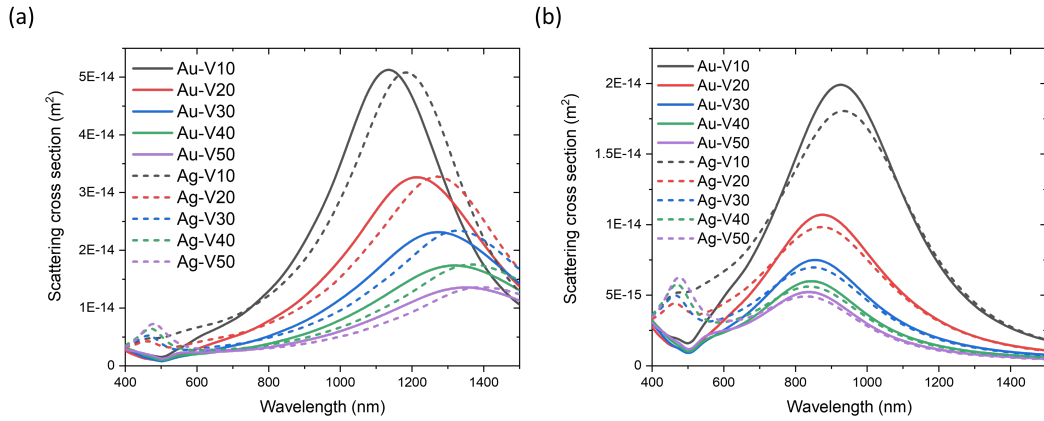 (a)
5E-14
4E-14
3E-14
2E-14
1E-14
0
Scattering cross section (m²)
Au-V10
Au-V20
Au-V30
Au-V40
Au-V50
Ag-V10
Ag-V20
Ag-V30
Ag-V40
Ag-V50
400 600 800 1000 1200 1400
Wavelength (nm)
(b)
2E-14
1.5E-14
1E-14
5E-15
0
Scattering cross section (m²)
Au-V10
Au-V20
Au-V30
Au-V40
Au-V50
Ag-V10
Ag-V20
Ag-V30
Ag-V40
Ag-V50
400 600 800 1000 1200 1400
Wavelength (nm)